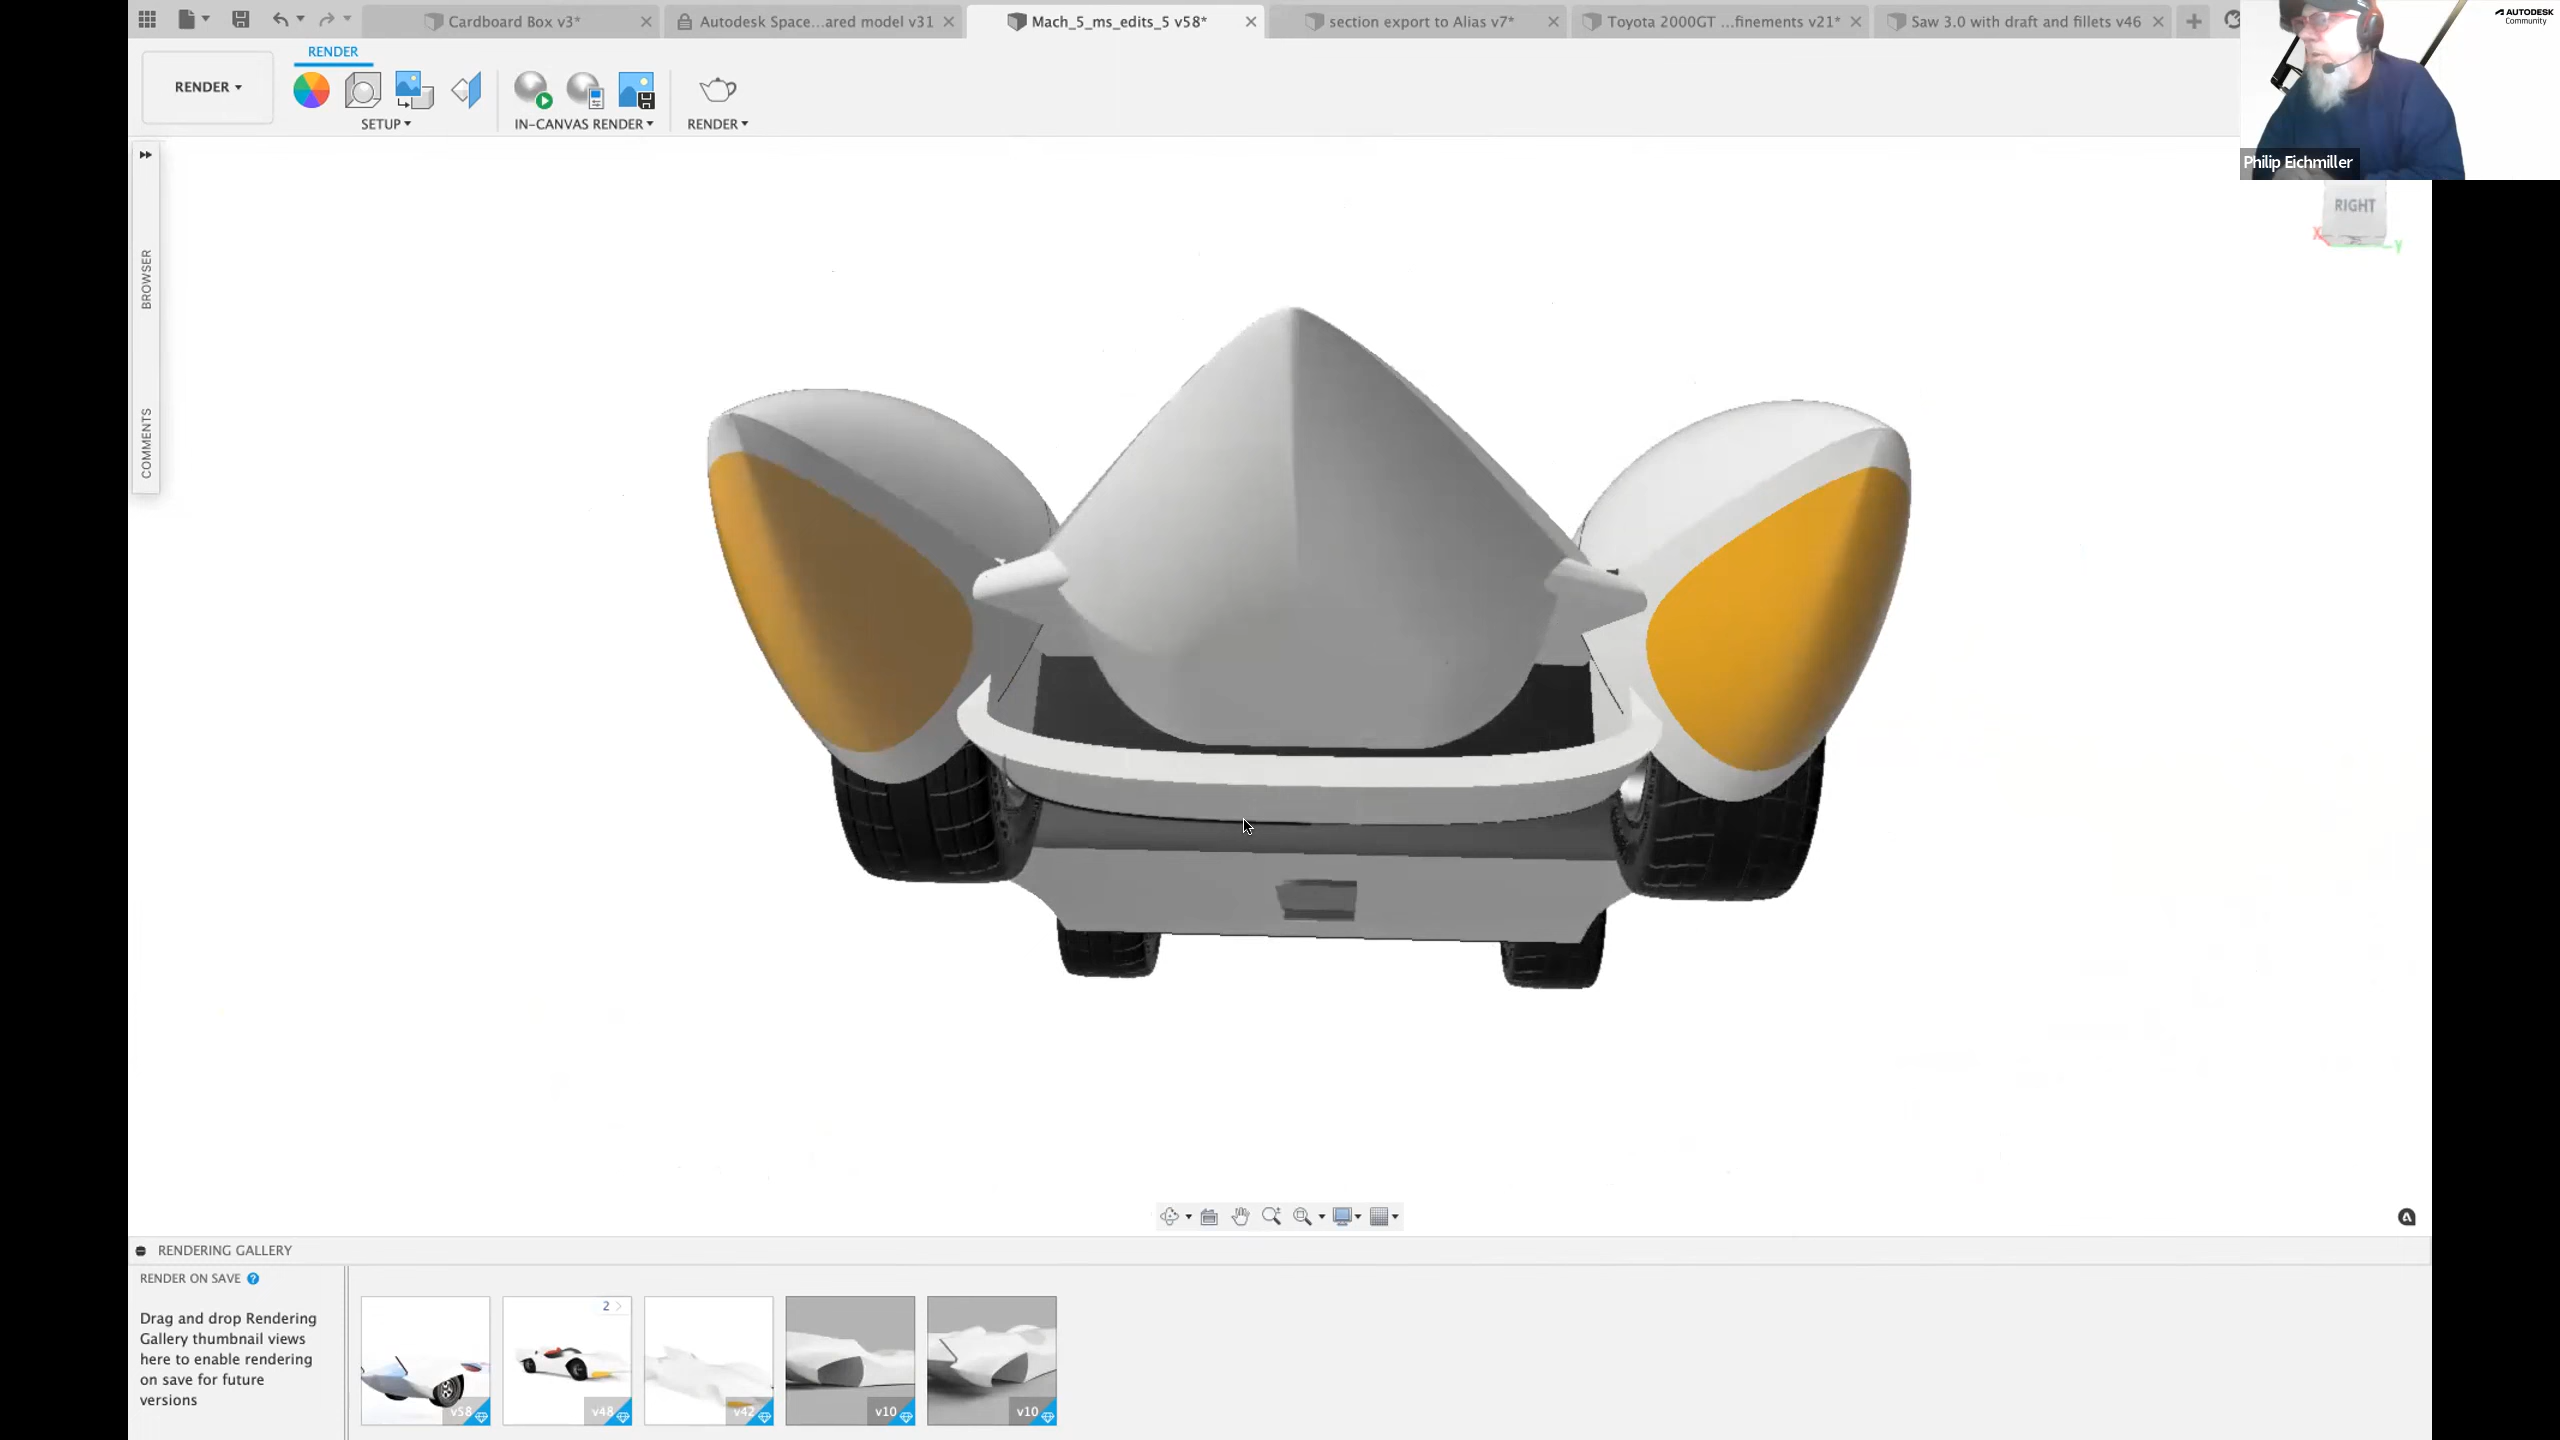 Cardboard Box v3*
Autodesk Space...ared model v31
Mach_5_ms_edits_5 v58*
section export to Alias v7*
Toyota 2000GT ...finements v21*
Saw 3.0 with draft and fillets v46
AUTODESK
Community
RENDER
RENDER
SETUP
IN-CANVAS RENDER
RENDER
Philip Eichmiller
RIGHT
X
Y
BROWSER
COMMENTS
RENDERING GALLERY
RENDER ON SAVE ?
Drag and drop Rendering
Gallery thumbnail views
here to enable rendering
on save for future
versions
2
v58
v48
v42
v10
v10